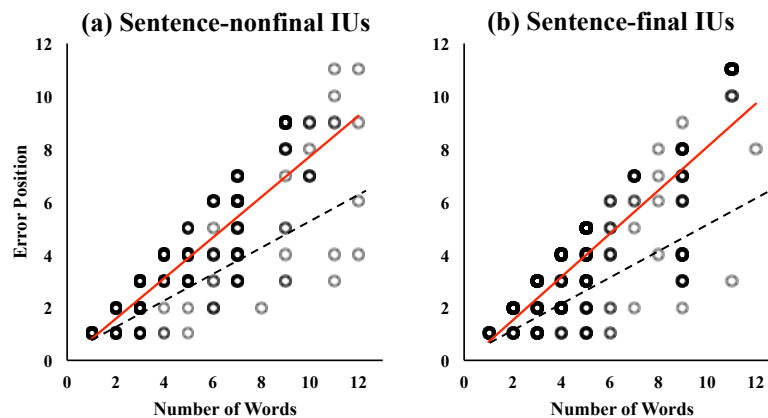 (a) Sentence-nonfinal IUs
12
10
8
6
4
2
0
Error Position
0 2 4 6 8 10 12
Number of Words
(b) Sentence-final IUs
12
10
8
6
4
2
0
0 2 4 6 8 10 12
Number of Words